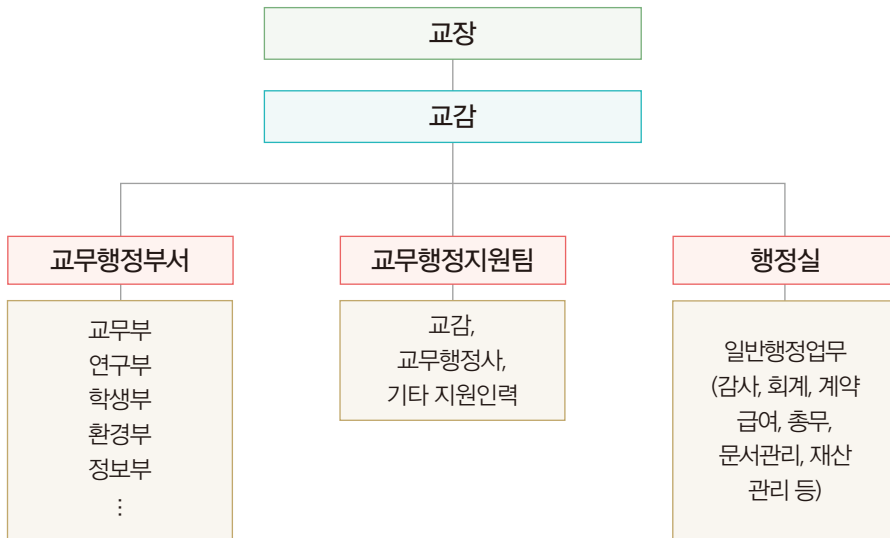 교장
교감
교무행정부서
교무부
연구부
학생부
환경부
정보부
⋮
교무행정지원팀
교감,
교무행정사,
기타 지원인력
행정실
일반행정업무
(감사, 회계, 계약
급여, 총무,
문서관리, 재산
관리 등)